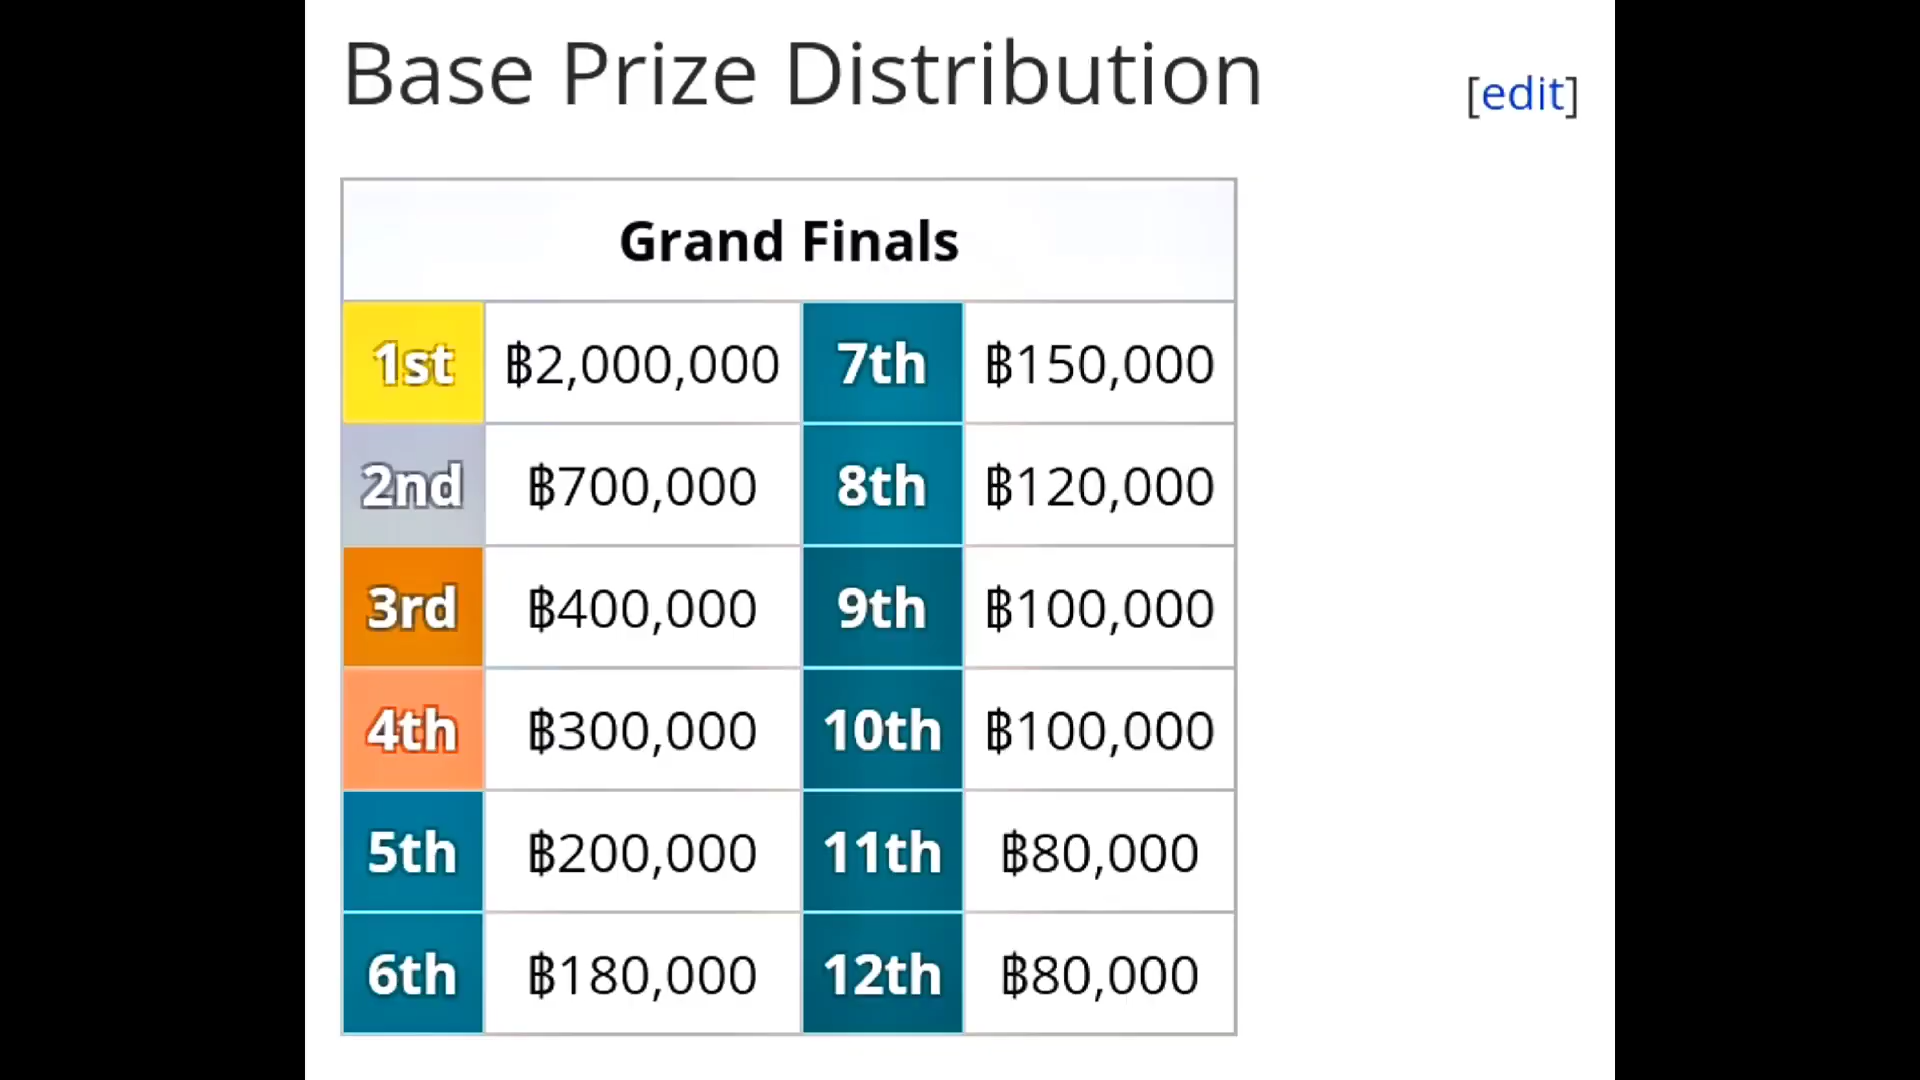 Base Prize Distribution [edit]
Grand Finals
1st ฿2,000,000 7th ฿150,000
2nd ฿700,000 8th ฿120,000
3rd ฿400,000 9th ฿100,000
4th ฿300,000 10th ฿100,000
5th ฿200,000 11th ฿80,000
6th ฿180,000 12th ฿80,000